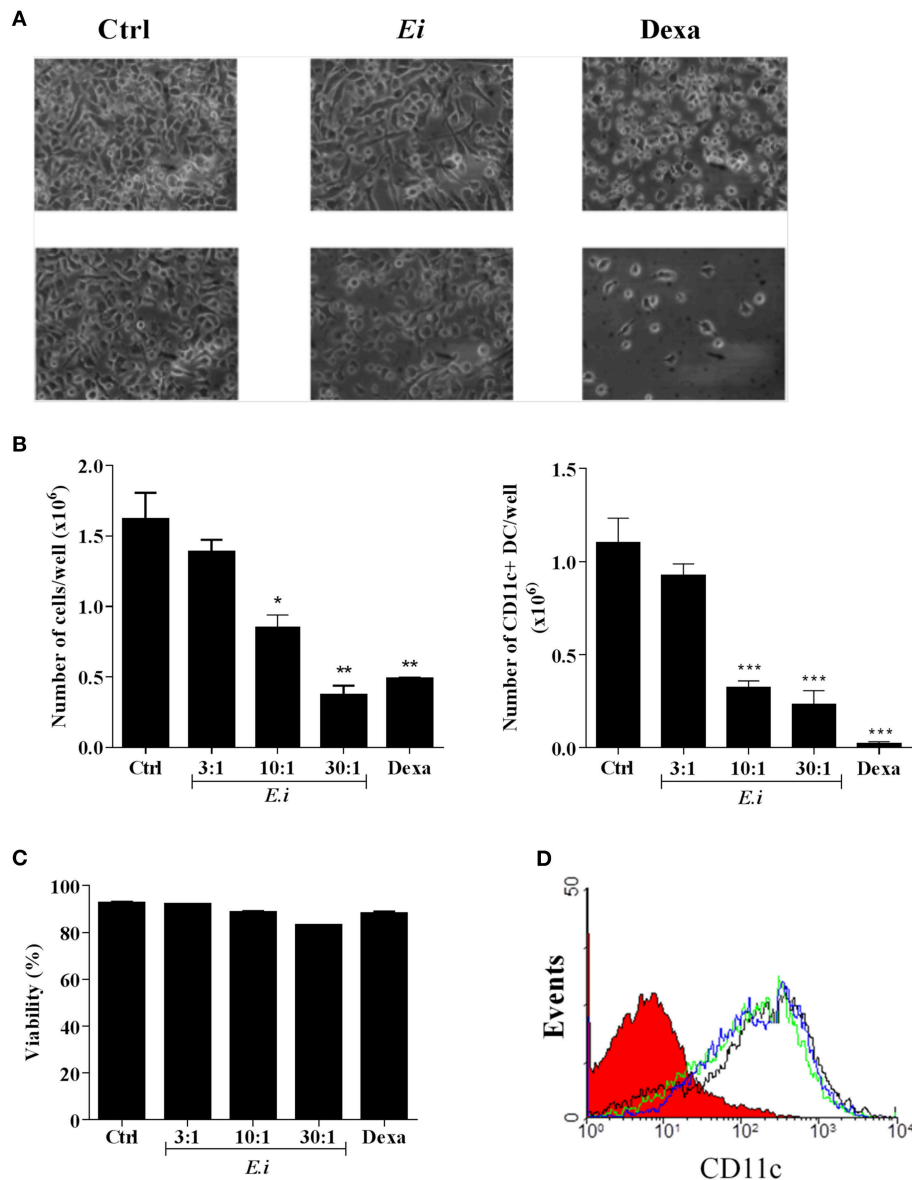 A
Ctrl Ei Dexa
B
Number of cells/well (x10⁶)
2.0
1.5
1.0
0.5
0.0
*
**
**
Ctrl 3:1 10:1 30:1 Dexa
E.i
Number of CD11c+ DC/well
(x10⁶)
1.5
1.0
0.5
0.0
***
***
***
Ctrl 3:1 10:1 30:1 Dexa
E.i
C
Viability (%)
100
80
60
40
20
0
Ctrl 3:1 10:1 30:1 Dexa
E.i
D
Events
50
0
10⁰ 10¹ 10² 10³ 10⁴
CD11c